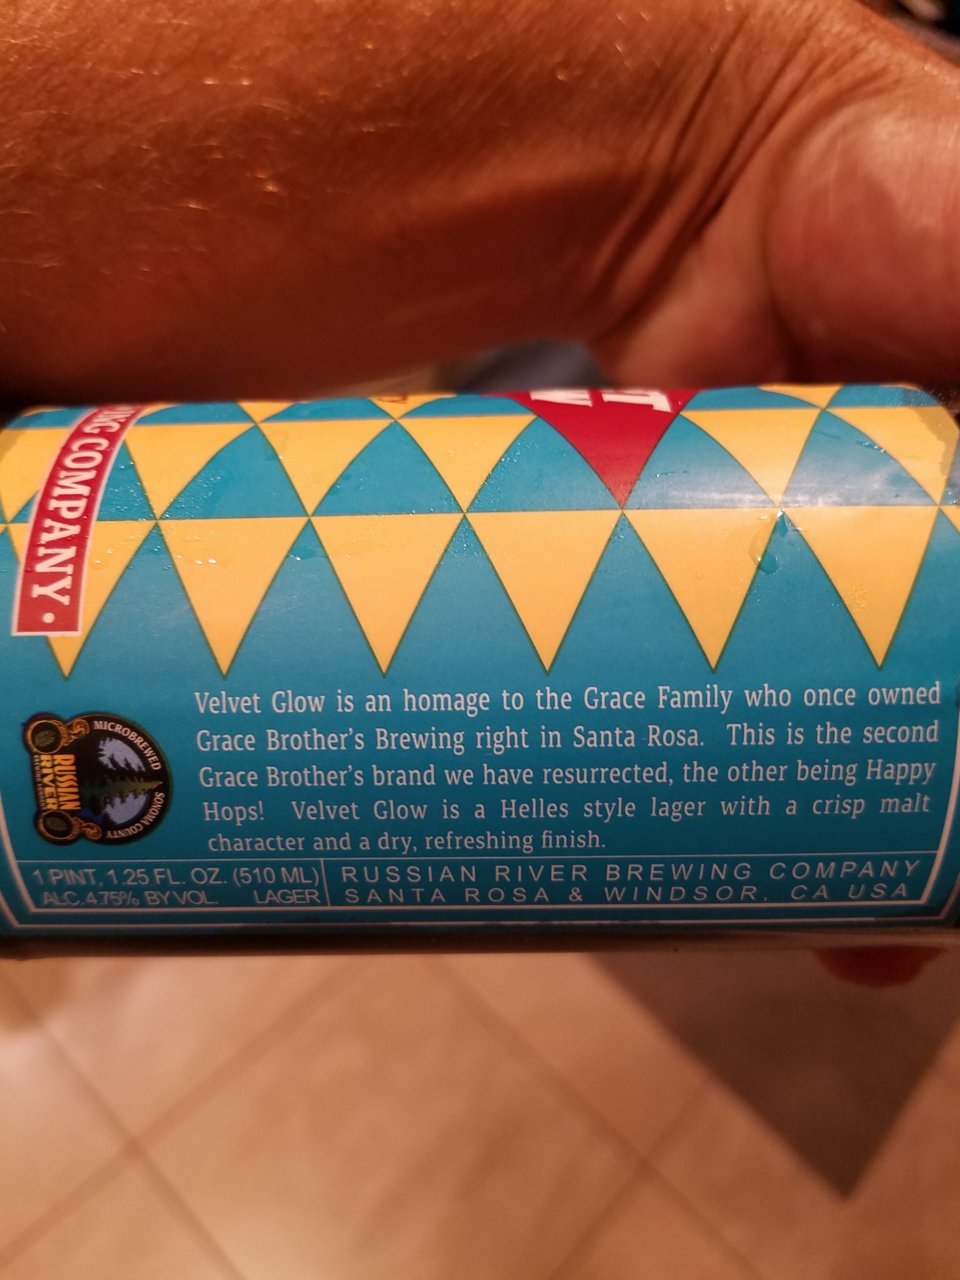 COMPANY
MICROBREWED
SONOMA COUNTY
RUSSIAN
RIVER
Velvet Glow is an homage to the Grace Family who once owned
Grace Brother's Brewing right in Santa Rosa. This is the second
Grace Brother's brand we have resurrected, the other being Happy
Hops! Velvet Glow is a Helles style lager with a crisp malt
character and a dry, refreshing finish.
1 PINT, 1.25 FL. OZ. (510 ML)
ALC. 4.75% BY VOL. LAGER
RUSSIAN RIVER BREWING COMPANY
SANTA ROSA & WINDSOR, CA USA